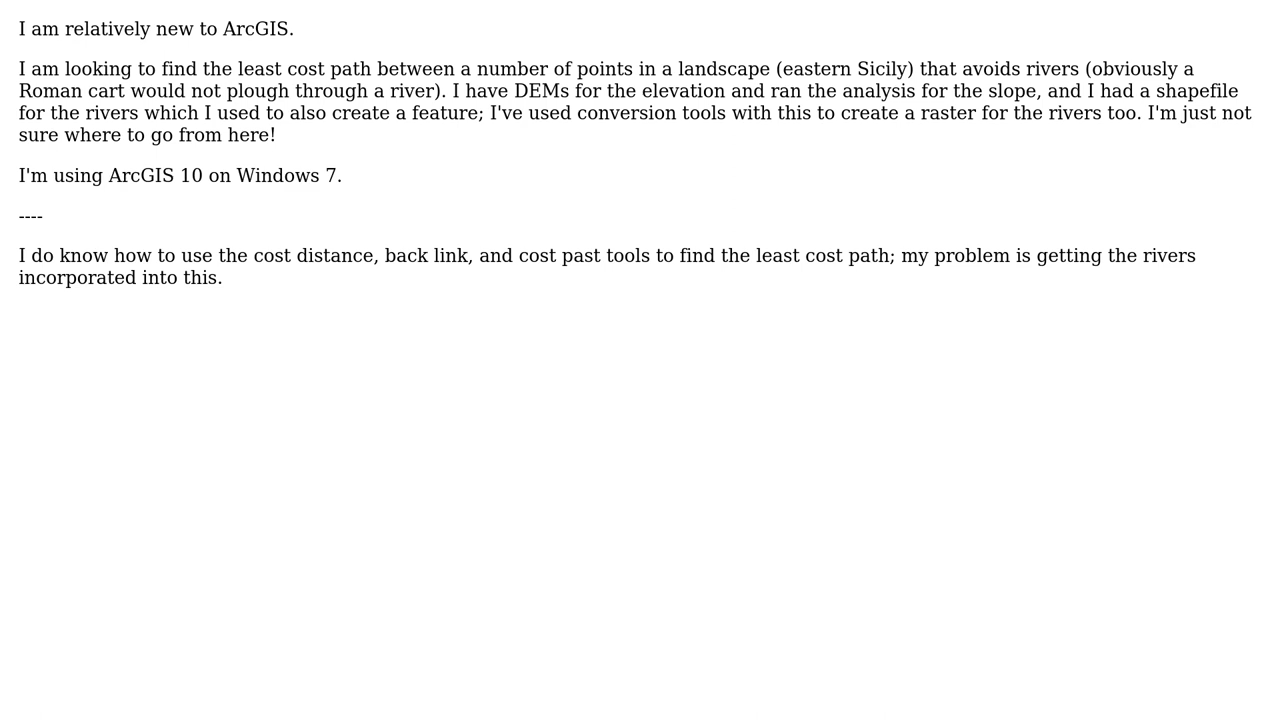 I am relatively new to ArcGIS.
I am looking to find the least cost path between a number of points in a landscape (eastern Sicily) that avoids rivers (obviously a
Roman cart would not plough through a river). I have DEMs for the elevation and ran the analysis for the slope, and I had a shapefile
for the rivers which I used to also create a feature; I've used conversion tools with this to create a raster for the rivers too. I'm just not
sure where to go from here!
I'm using ArcGIS 10 on Windows 7.
----
I do know how to use the cost distance, back link, and cost past tools to find the least cost path; my problem is getting the rivers
incorporated into this.